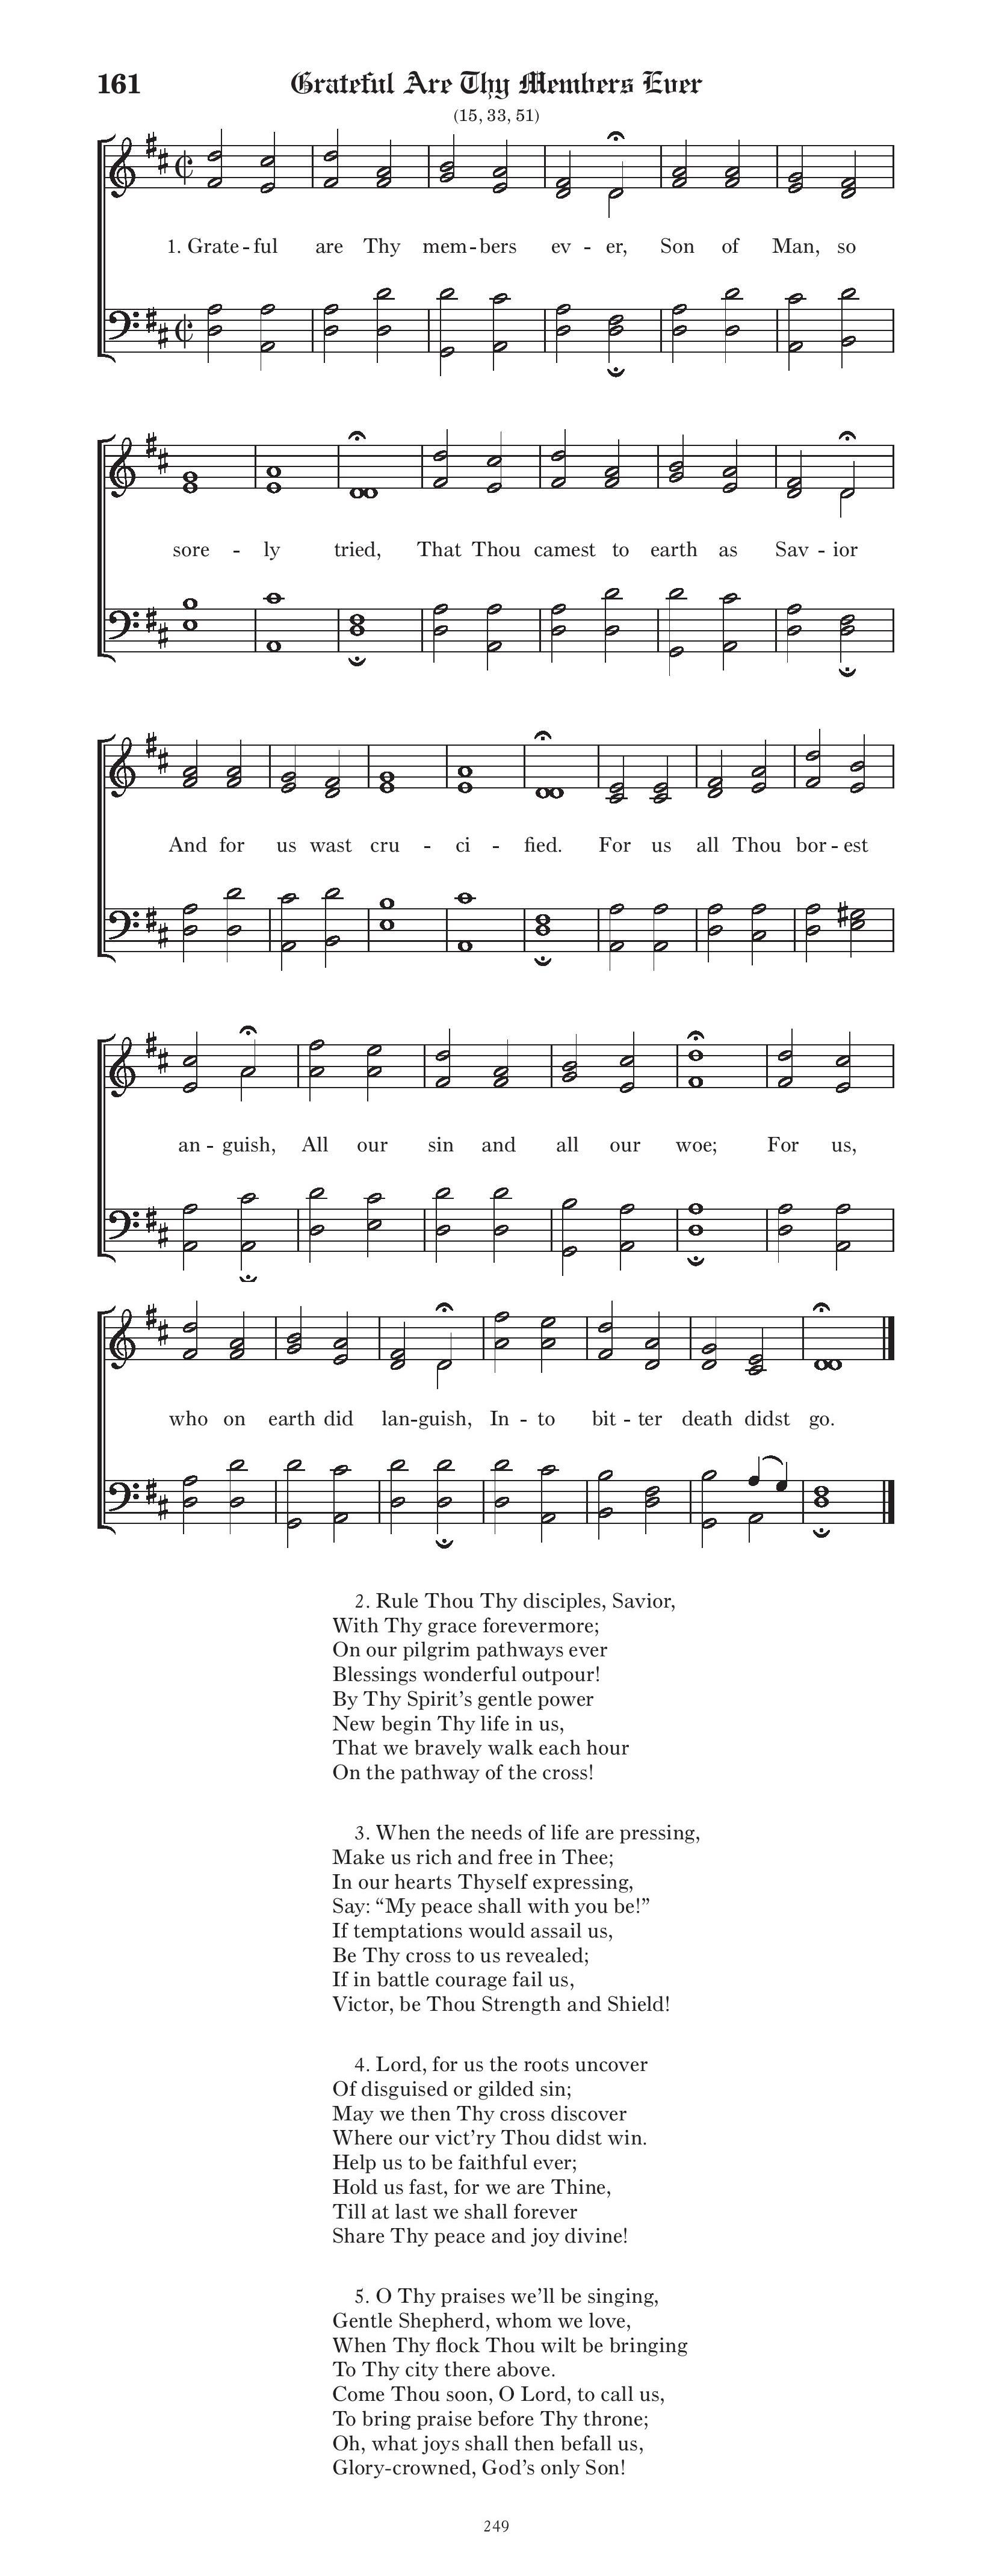 161 Grateful Are Thy Members Ever
(15, 33, 51)
1. Grate - ful are Thy mem - bers ev - er, Son of Man, so
sore - ly tried, That Thou camest to earth as Sav - ior
And for us wast cru - ci - fied. For us all Thou bor - est
an - guish, All our sin and all our woe; For us,
who on earth did lan-guish, In - to bit - ter death didst go.
2. Rule Thou Thy disciples, Savior,
With Thy grace forevermore;
On our pilgrim pathways ever
Blessings wonderful outpour!
By Thy Spirit’s gentle power
New begin Thy life in us,
That we bravely walk each hour
On the pathway of the cross!
3. When the needs of life are pressing,
Make us rich and free in Thee;
In our hearts Thyself expressing,
Say: “My peace shall with you be!”
If temptations would assail us,
Be Thy cross to us revealed;
If in battle courage fail us,
Victor, be Thou Strength and Shield!
4. Lord, for us the roots uncover
Of disguised or gilded sin;
May we then Thy cross discover
Where our vict’ry Thou didst win.
Help us to be faithful ever;
Hold us fast, for we are Thine,
Till at last we shall forever
Share Thy peace and joy divine!
5. O Thy praises we’ll be singing,
Gentle Shepherd, whom we love,
When Thy flock Thou wilt be bringing
To Thy city there above.
Come Thou soon, O Lord, to call us,
To bring praise before Thy throne;
Oh, what joys shall then befall us,
Glory-crowned, God’s only Son!
249